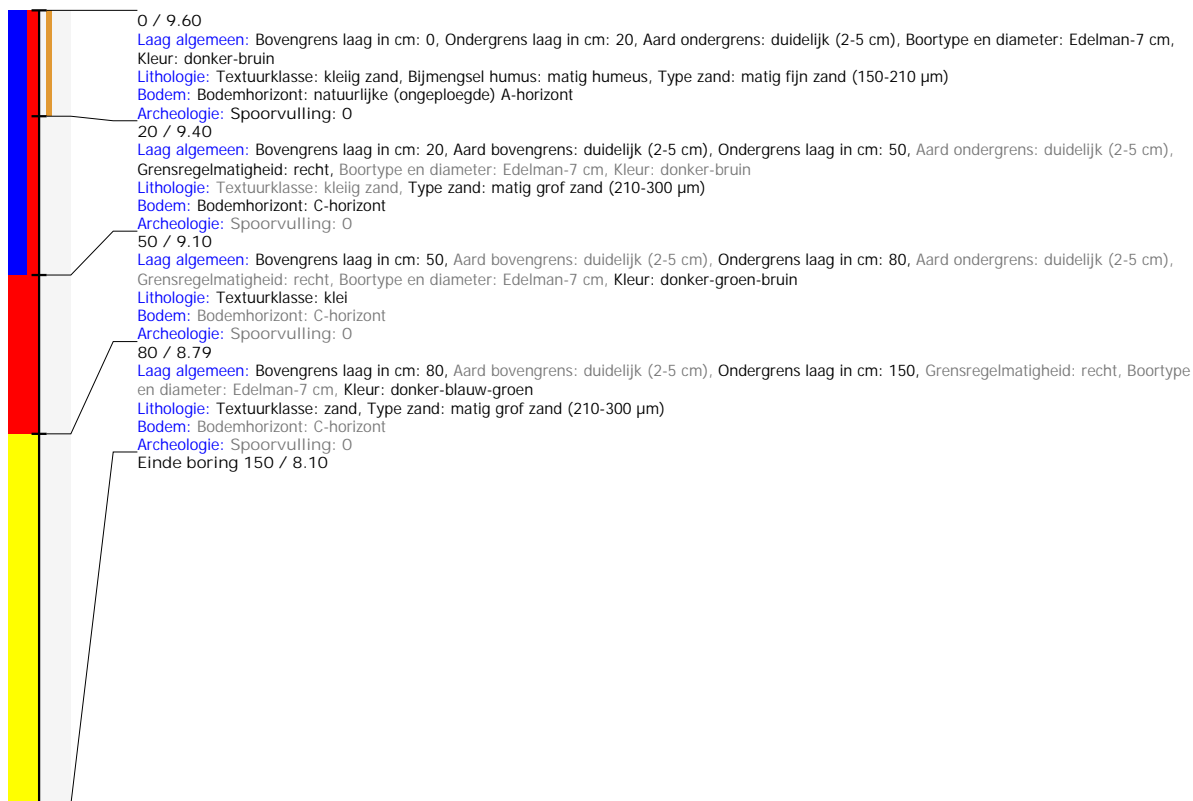 0 / 9.60
Laag algemeen: Bovengrens laag in cm: 0, Ondergrens laag in cm: 20, Aard ondergrens: duidelijk (2-5 cm), Boortype en diameter: Edelman-7 cm,
Kleur: donker-bruin
Lithologie: Textuurklasse: kleiig zand, Bijmengsel humus: matig humeus, Type zand: matig fijn zand (150-210 µm)
Bodem: Bodemhorizont: natuurlijke (ongeploegde) A-horizont
Archeologie: Spoorvulling: 0
20 / 9.40
Laag algemeen: Bovengrens laag in cm: 20, Aard bovengrens: duidelijk (2-5 cm), Ondergrens laag in cm: 50, Aard ondergrens: duidelijk (2-5 cm),
Grensregelmatigheid: recht, Boortype en diameter: Edelman-7 cm, Kleur: donker-bruin
Lithologie: Textuurklasse: kleiig zand, Type zand: matig grof zand (210-300 µm)
Bodem: Bodemhorizont: C-horizont
Archeologie: Spoorvulling: 0
50 / 9.10
Laag algemeen: Bovengrens laag in cm: 50, Aard bovengrens: duidelijk (2-5 cm), Ondergrens laag in cm: 80, Aard ondergrens: duidelijk (2-5 cm),
Grensregelmatigheid: recht, Boortype en diameter: Edelman-7 cm, Kleur: donker-groen-bruin
Lithologie: Textuurklasse: klei
Bodem: Bodemhorizont: C-horizont
Archeologie: Spoorvulling: 0
80 / 8.79
Laag algemeen: Bovengrens laag in cm: 80, Aard bovengrens: duidelijk (2-5 cm), Ondergrens laag in cm: 150, Grensregelmatigheid: recht, Boortype
en diameter: Edelman-7 cm, Kleur: donker-blauw-groen
Lithologie: Textuurklasse: zand, Type zand: matig grof zand (210-300 µm)
Bodem: Bodemhorizont: C-horizont
Archeologie: Spoorvulling: 0
Einde boring 150 / 8.10